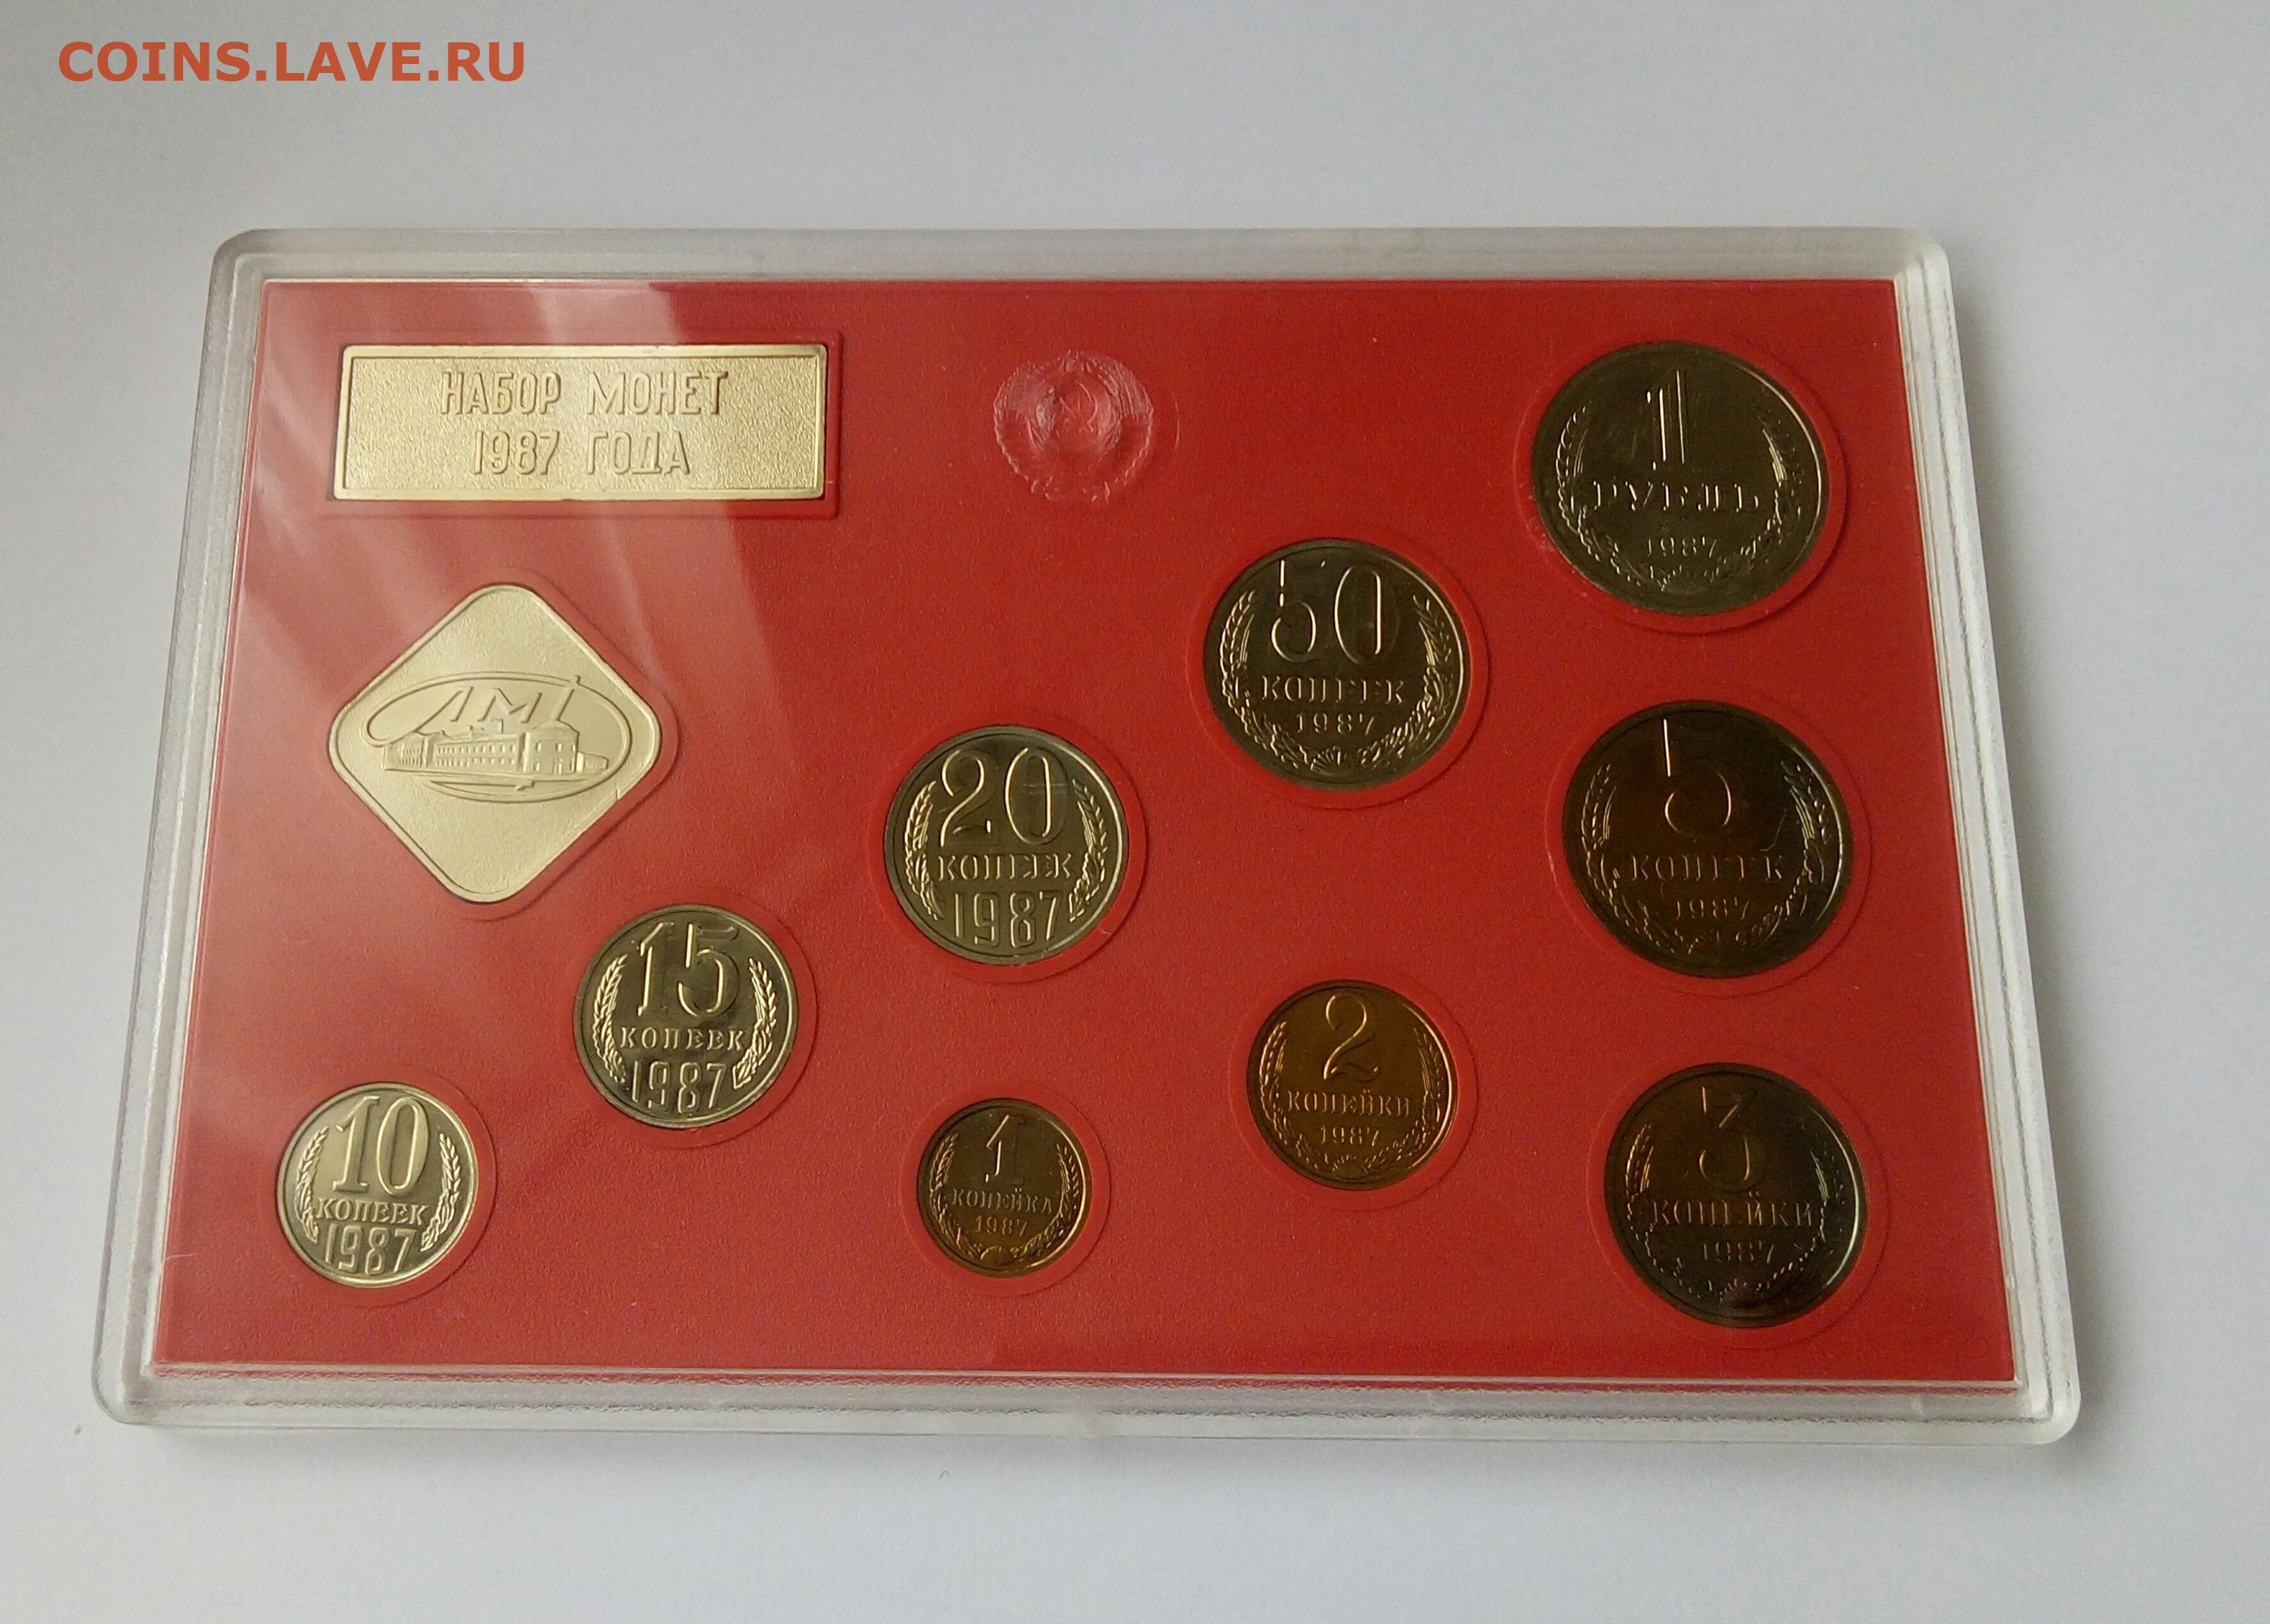 COINS.LAVE.RU
НАБОР МОНЕТ
1987 ГОДА
1
РУБЛЬ
1987
50
КОПЕЕК
1987
ЛМД
20
КОПЕЕК
1987
5
КОПЕЕК
1987
15
КОПЕЕК
1987
2
КОПЕЙКИ
1987
3
КОПЕЙКИ
1987
10
КОПЕЕК
1987
1
КОПЕЙКА
1987